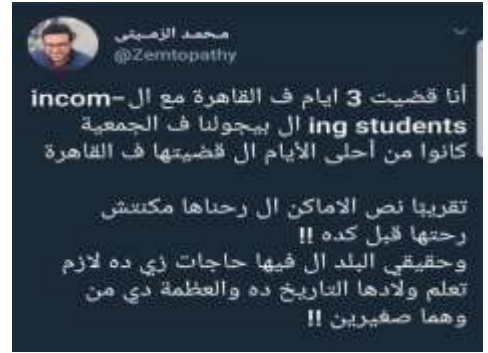 محمد الزميتي
@Zemtopathy
أنا قضيت 3 ايام ف القاهرة مع ال incom-
ing students ال بيجولنا ف الجمعية
كانوا من أحلى الأيام ال قضيتها ف القاهرة
تقريبا نص الاماكن ال رحناها مكنتش
رحتها قبل كده !!
وحقيقي البلد ال فيها حاجات زي ده لازم
تعلم ولادها التاريخ ده والعظمة دي من
وهما صغيرين !!